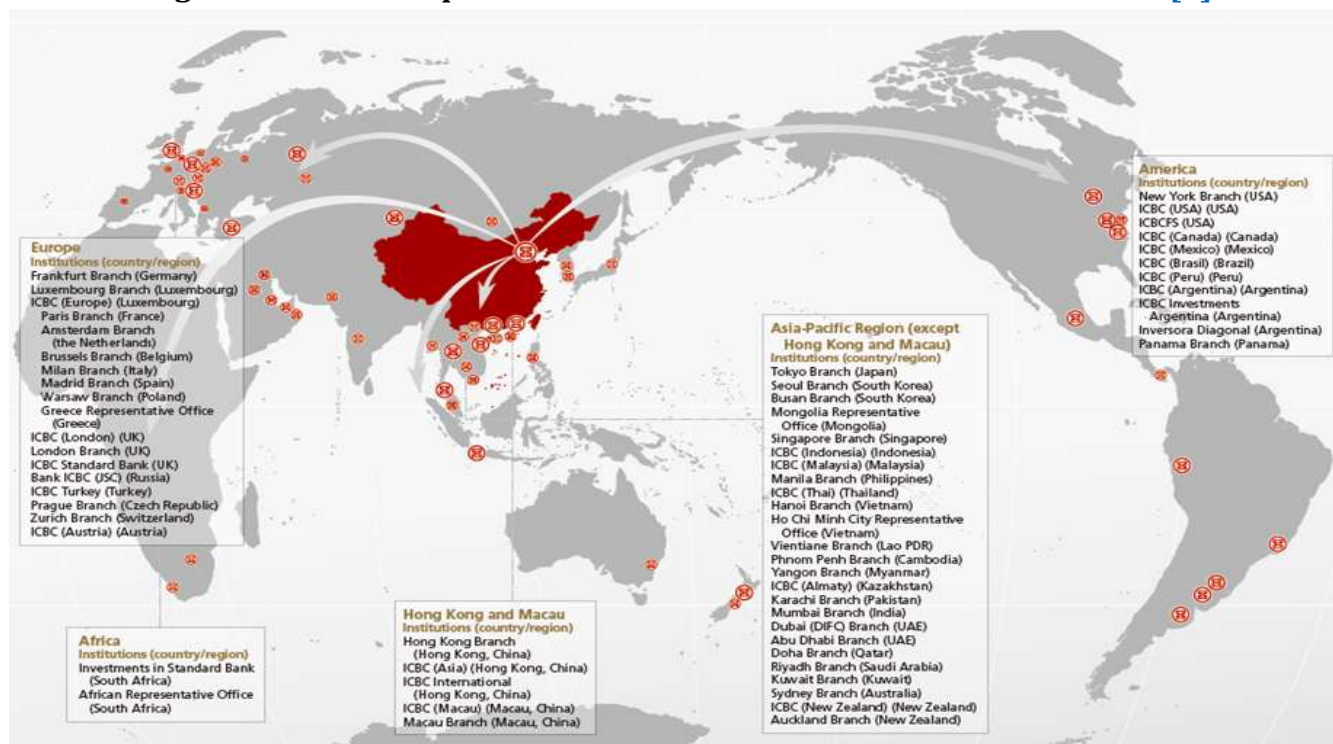 Europe
Institutions (country/region)
Frankfurt Branch (Germany)
Luxembourg Branch (Luxembourg)
ICBC (Europe) (Luxembourg)
Paris Branch (France)
Amsterdam Branch
(the Netherlands)
Brussels Branch (Belgium)
Milan Branch (Italy)
Madrid Branch (Spain)
Warsaw Branch (Poland)
Greece Representative Office
(Greece)
ICBC (London) (UK)
London Branch (UK)
ICBC Standard Bank (UK)
Bank ICBC (JSC) (Russia)
ICBC Turkey (Turkey)
Prague Branch (Czech Republic)
Zurich Branch (Switzerland)
ICBC (Austria) (Austria)
Africa
Institutions (country/region)
Investments in Standard Bank
(South Africa)
African Representative Office
(South Africa)
Hong Kong and Macau
Institutions (country/region)
Hong Kong Branch
(Hong Kong, China)
ICBC (Asia) (Hong Kong, China)
ICBC International
(Hong Kong, China)
ICBC (Macau) (Macau, China)
Macau Branch (Macau, China)
Asia-Pacific Region (except
Hong Kong and Macau)
Institutions (country/region)
Tokyo Branch (Japan)
Seoul Branch (South Korea)
Busan Branch (South Korea)
Mongolia Representative
Office (Mongolia)
Singapore Branch (Singapore)
ICBC (Indonesia) (Indonesia)
ICBC (Malaysia) (Malaysia)
Manila Branch (Philippines)
ICBC (Thai) (Thailand)
Hanoi Branch (Vietnam)
Ho Chi Minh City Representative
Office (Vietnam)
Vientiane Branch (Lao PDR)
Phnom Penh Branch (Cambodia)
Yangon Branch (Myanmar)
ICBC (Almaty) (Kazakhstan)
Karachi Branch (Pakistan)
Mumbai Branch (India)
Dubai (DIFC) Branch (UAE)
Abu Dhabi Branch (UAE)
Doha Branch (Qatar)
Riyadh Branch (Saudi Arabia)
Kuwait Branch (Kuwait)
Sydney Branch (Australia)
ICBC (New Zealand) (New Zealand)
Auckland Branch (New Zealand)
America
Institutions (country/region)
New York Branch (USA)
ICBC (USA) (USA)
ICBCFS (USA)
ICBC (Canada) (Canada)
ICBC (Mexico) (Mexico)
ICBC (Brasil) (Brazil)
ICBC (Peru) (Peru)
ICBC (Argentina) (Argentina)
ICBC Investments
Argentina (Argentina)
Inversora Diagonal (Argentina)
Panama Branch (Panama)